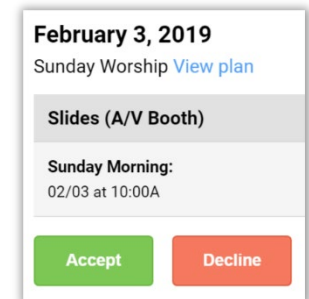 February 3, 2019
Sunday Worship View plan
Slides (A/V Booth)
Sunday Morning:
02/03 at 10:00A
Accept Decline